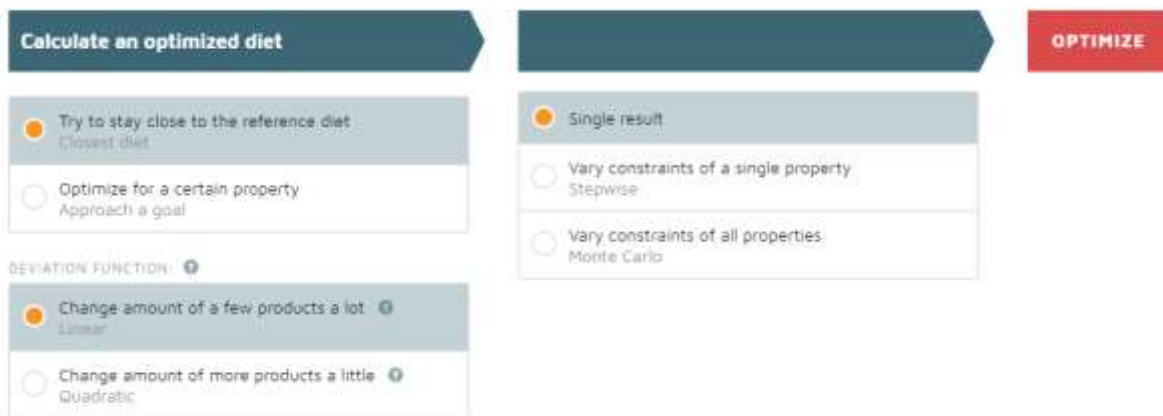 Calculate an optimized diet
OPTIMIZE
Try to stay close to the reference diet
Closest diet
Optimize for a certain property
Approach a goal
DEVIATION FUNCTION:
Change amount of a few products a lot
Linear
Change amount of more products a little
Quadratic
Single result
Vary constraints of a single property
Stepwise
Vary constraints of all properties
Monte Carlo